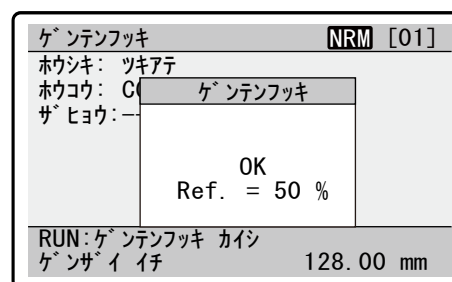 ｹﾞﾝﾃﾝﾌｯｷ NRM [01]
ﾎｳｼｷ: ﾂｷｱﾃ
ﾎｳｺｳ: C
ｻﾞﾋｮｳ:--
ｹﾞﾝﾃﾝﾌｯｷ
OK
Ref. = 50 %
RUN:ｹﾞﾝﾃﾝﾌｯｷ ｶｲｼ
ｹﾞﾝｻﾞｲ ｲﾁ 128.00 mm